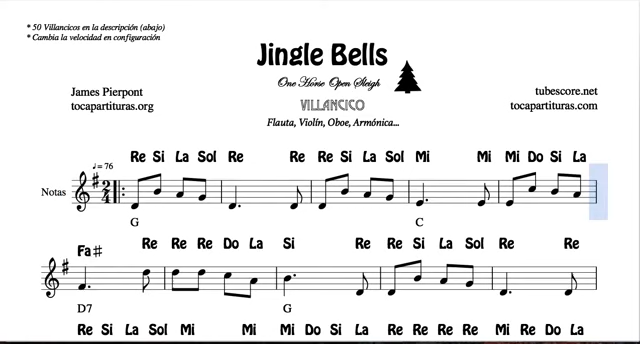 * 50 Villancicos en la descripción (abajo)
* Cambia la velocidad en configuración
Jingle Bells
One Horse Open Sleigh
VILLANCICO
Flauta, Violín, Oboe, Armónica...
James Pierpont
tocapartituras.org
tubescore.net
tocapartituras.com
♩= 76
Re Si La Sol Re Re Re Si La Sol Mi Mi Mi Do Si La
Notas
2/4
G C
Fa# Re Re Re Do La Si Re Re Si La Sol Re Re
D7 G
Re Si La Sol Mi Mi Mi Do Si La Re Re Re Re Mi Re Do La